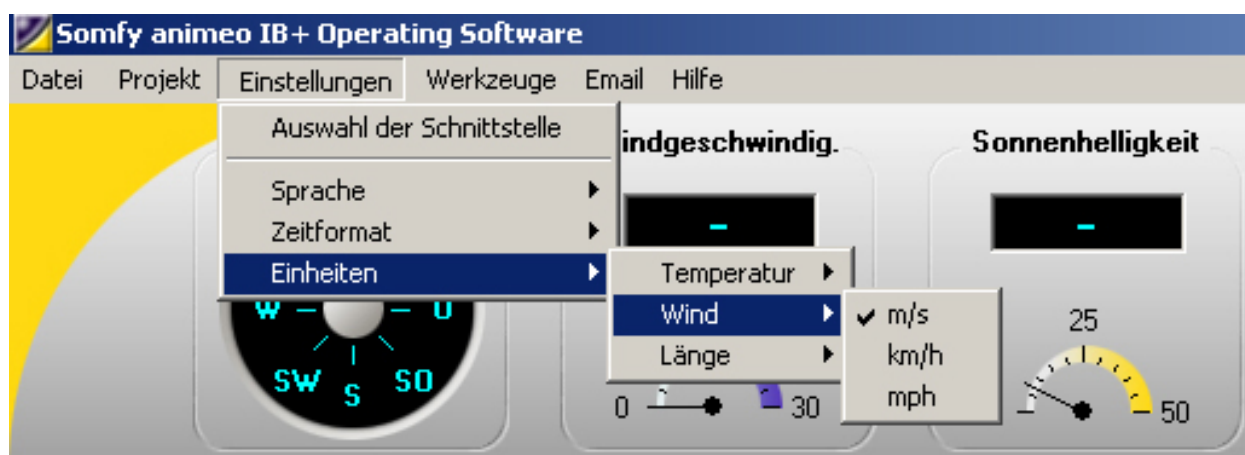 Somfy animeo IB+ Operating Software
Datei Projekt Einstellungen Werkzeuge Email Hilfe
Auswahl der Schnittstelle
Sprache
Zeitformat
Einheiten
Temperatur
Wind
Länge
m/s
km/h
mph
indgeschwindig.
-
0
30
Sonnenhelligkeit
-
25
50
W
O
SW
S
SO